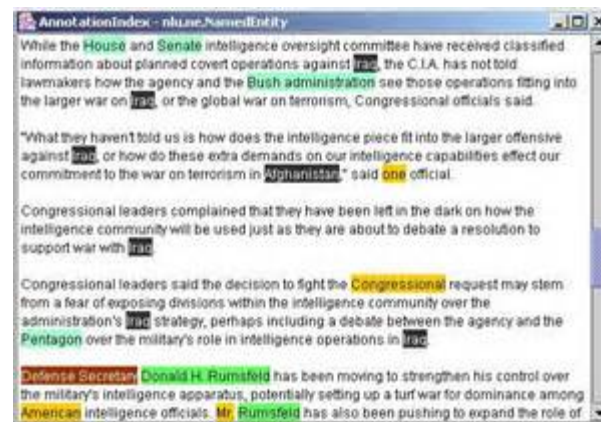 AnnotationIndex - nlu.ne.NamedEntity
While the House and Senate intelligence oversight committee have received classified
information about planned covert operations against Iraq, the C.I.A. has not told
lawmakers how the agency and the Bush administration see those operations fitting into
the larger war on Iraq, or the global war on terrorism, Congressional officials said.
"What they haven't told us is how does the intelligence piece fit into the larger offensive
against Iraq, or how do these extra demands on our intelligence capabilities effect our
commitment to the war on terrorism in Afghanistan," said one official.
Congressional leaders complained that they have been left in the dark on how the
intelligence community will be used just as they are about to debate a resolution to
support war with Iraq.
Congressional leaders said the decision to fight the Congressional request may stem
from a fear of exposing divisions within the intelligence community over the
administration's Iraq strategy, perhaps including a debate between the agency and the
Pentagon over the military's role in intelligence operations in Iraq.
Defense Secretary Donald H. Rumsfeld has been moving to strengthen his control over
the military's intelligence apparatus, potentially setting up a turf war for dominance among
American intelligence officials. Mr. Rumsfeld has also been pushing to expand the role of